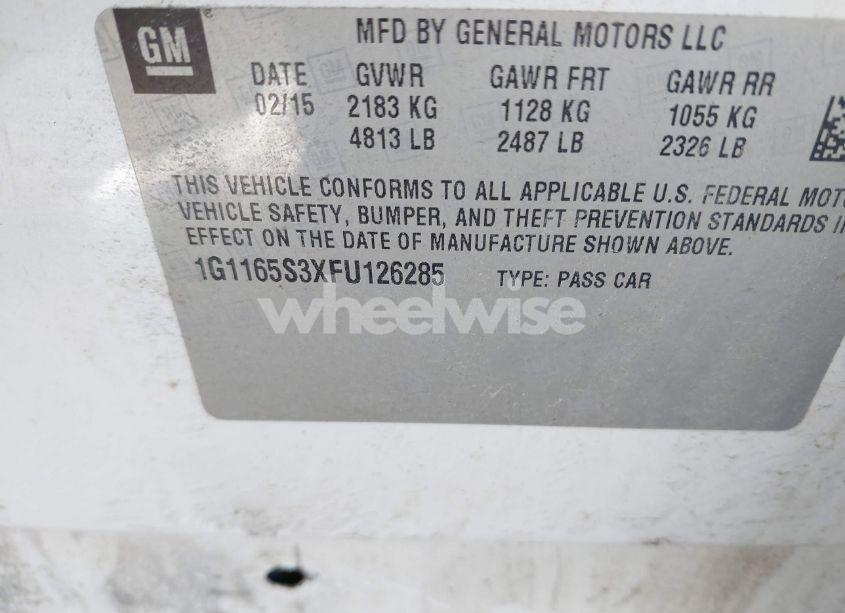 GM
MFD BY GENERAL MOTORS LLC
DATE GVWR GAWR FRT GAWR RR
02/15 2183 KG 1128 KG 1055 KG
4813 LB 2487 LB 2326 LB
THIS VEHICLE CONFORMS TO ALL APPLICABLE U.S. FEDERAL MOT
VEHICLE SAFETY, BUMPER, AND THEFT PREVENTION STANDARDS I
EFFECT ON THE DATE OF MANUFACTURE SHOWN ABOVE.
1G1165S3XFU126285 TYPE: PASS CAR
wheelwise